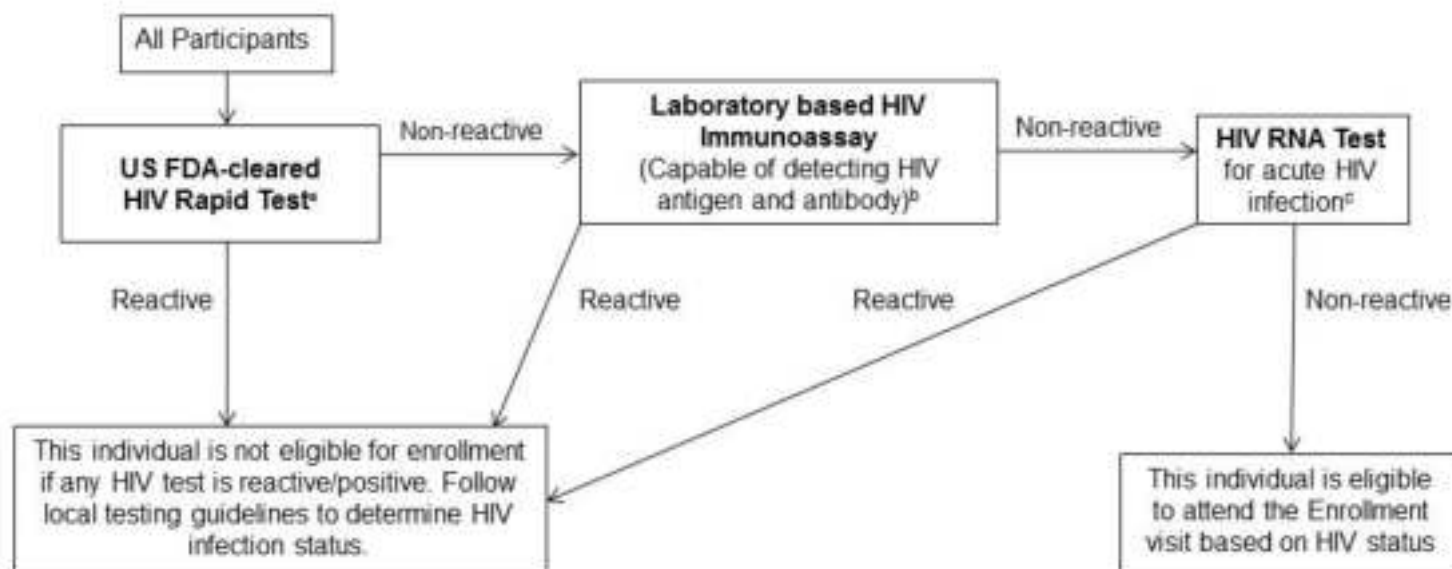 All Participants
US FDA-cleared
HIV Rapid Testᵃ
Non-reactive
Laboratory based HIV
Immunoassay
(Capable of detecting HIV
antigen and antibody)ᵇ
Non-reactive
HIV RNA Test
for acute HIV
infectionᶜ
Reactive
Reactive
Reactive
Non-reactive
This individual is not eligible for enrollment
if any HIV test is reactive/positive. Follow
local testing guidelines to determine HIV
infection status.
This individual is eligible
to attend the Enrollment
visit based on HIV status